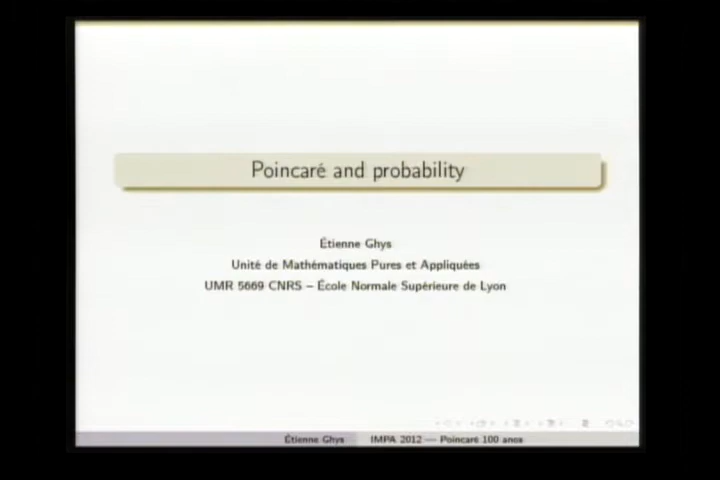 Poincaré and probability
Étienne Ghys
Unité de Mathématiques Pures et Appliquées
UMR 5669 CNRS – École Normale Supérieure de Lyon
Étienne Ghys IMPA 2012 — Poincaré 100 anos